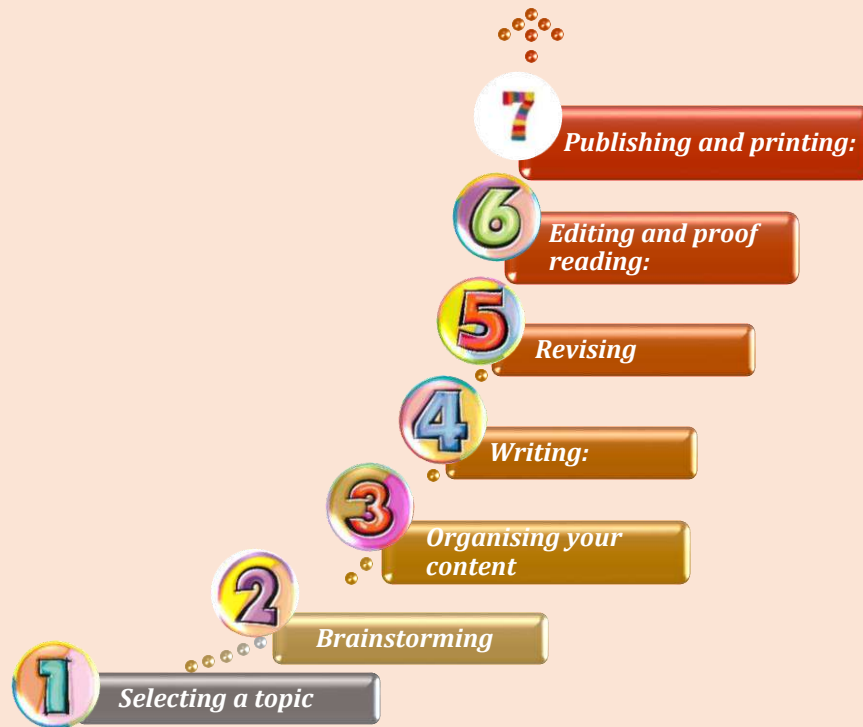 7
Publishing and printing:
6
Editing and proof
reading:
5
Revising
4
Writing:
3
Organising your
content
2
Brainstorming
1
Selecting a topic